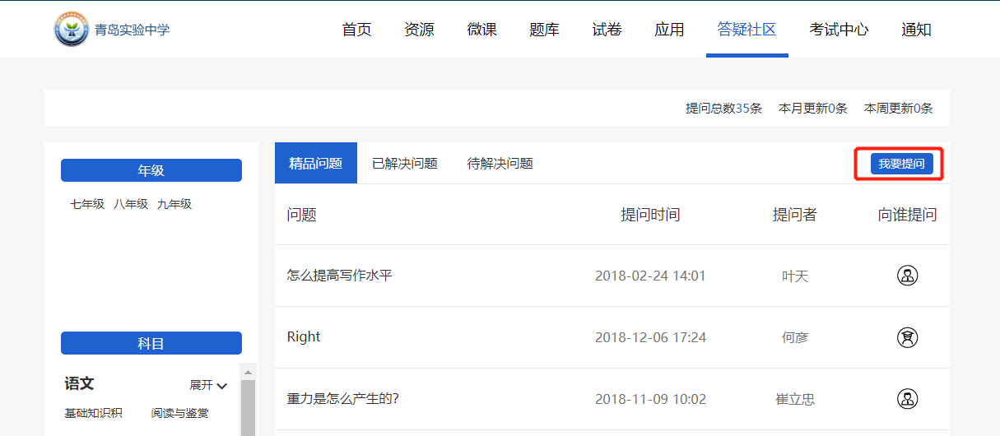 青岛实验中学 首页 资源 微课 题库 试卷 应用 答疑社区 考试中心 通知
提问总数35条 本月更新0条 本周更新0条
年级
七年级 八年级 九年级
科目
语文 展开
基础知识积 阅读与鉴赏
精品问题 已解决问题 待解决问题 我要提问
问题 提问时间 提问者 向谁提问
怎么提高写作水平 2018-02-24 14:01 叶天
Right 2018-12-06 17:24 何彦
重力是怎么产生的? 2018-11-09 10:02 崔立忠